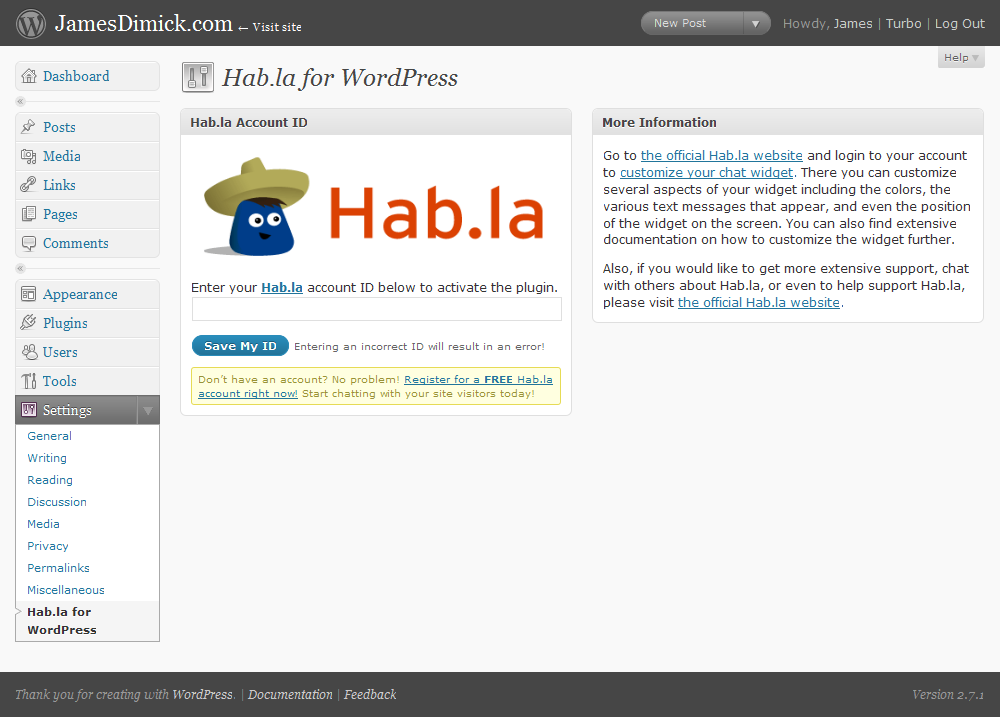 JamesDimick.com ← Visit site
New Post ▼
Howdy, James | Turbo | Log Out
Help ▼
Dashboard
«
Posts
Media
Links
Pages
Comments
«
Appearance
Plugins
Users
Tools
Settings ▼
General
Writing
Reading
Discussion
Media
Privacy
Permalinks
Miscellaneous
Hab.la for
WordPress
Hab.la for WordPress
Hab.la Account ID
Hab.la
Enter your Hab.la account ID below to activate the plugin.
Save My ID Entering an incorrect ID will result in an error!
Don't have an account? No problem! Register for a FREE Hab.la
account right now! Start chatting with your site visitors today!
More Information
Go to the official Hab.la website and login to your account
to customize your chat widget. There you can customize
several aspects of your widget including the colors, the
various text messages that appear, and even the position
of the widget on the screen. You can also find extensive
documentation on how to customize the widget further.
Also, if you would like to get more extensive support, chat
with others about Hab.la, or even to help support Hab.la,
please visit the official Hab.la website.
Thank you for creating with WordPress. | Documentation | Feedback
Version 2.7.1